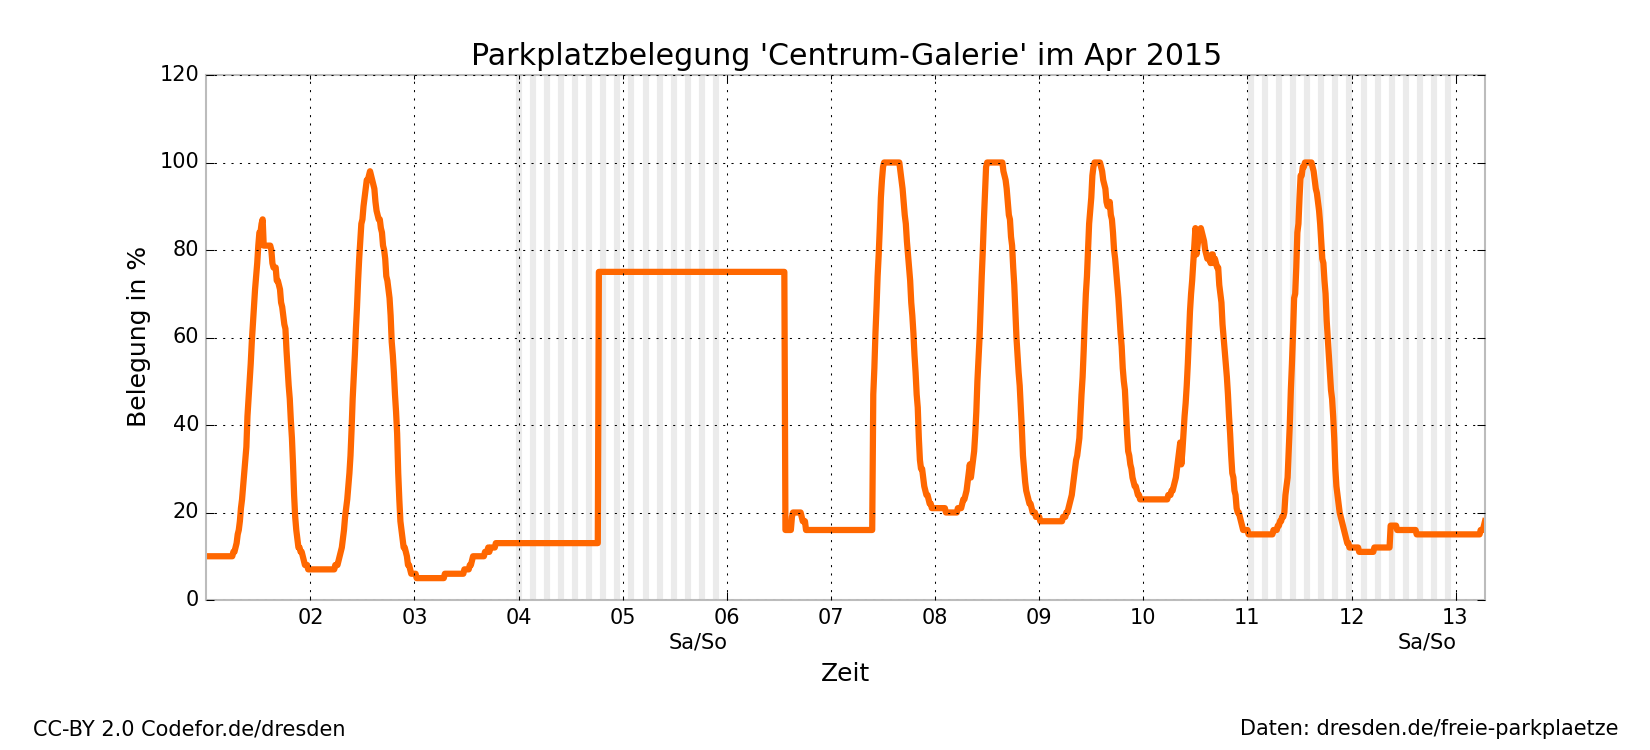 Parkplatzbelegung 'Centrum-Galerie' im Apr 2015
120
100
80
60
40
20
0
Belegung in %
02 03 04 05 06 07 08 09 10 11 12 13
Sa/So Sa/So
Zeit
CC-BY 2.0 Codefor.de/dresden
Daten: dresden.de/freie-parkplaetze